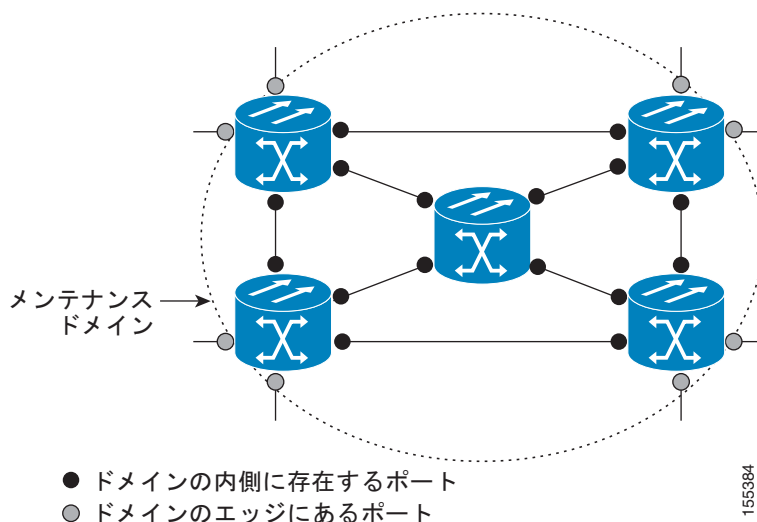 メンテナンス
ドメイン
ドメインの内側に存在するポート
ドメインのエッジにあるポート
155384